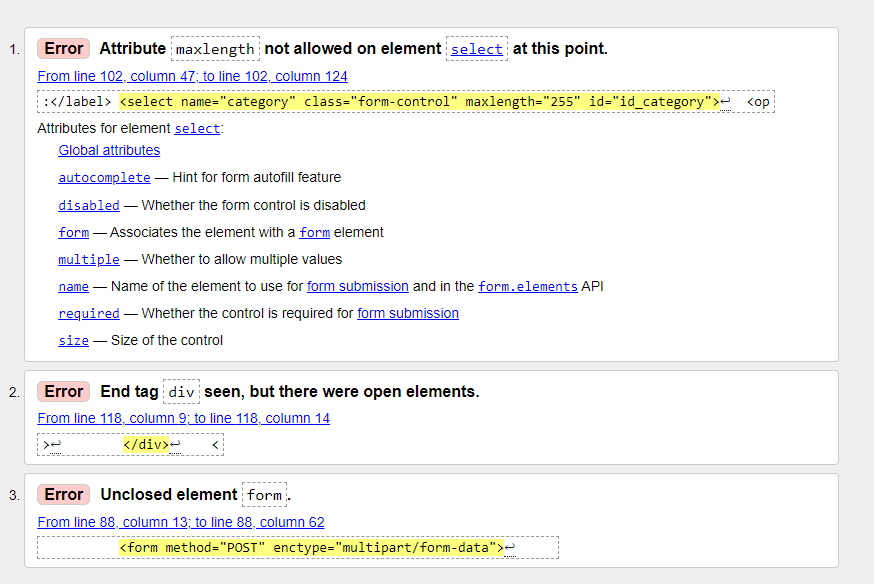 1. Error Attribute maxlength not allowed on element select at this point.
From line 102, column 47; to line 102, column 124
:</label> <select name="category" class="form-control" maxlength="255" id="id_category">↩ <op
Attributes for element select:
Global attributes
autocomplete — Hint for form autofill feature
disabled — Whether the form control is disabled
form — Associates the element with a form element
multiple — Whether to allow multiple values
name — Name of the element to use for form submission and in the form.elements API
required — Whether the control is required for form submission
size — Size of the control
2. Error End tag div seen, but there were open elements.
From line 118, column 9; to line 118, column 14
>↩ </div>↩ <
3. Error Unclosed element form.
From line 88, column 13; to line 88, column 62
<form method="POST" enctype="multipart/form-data">↩